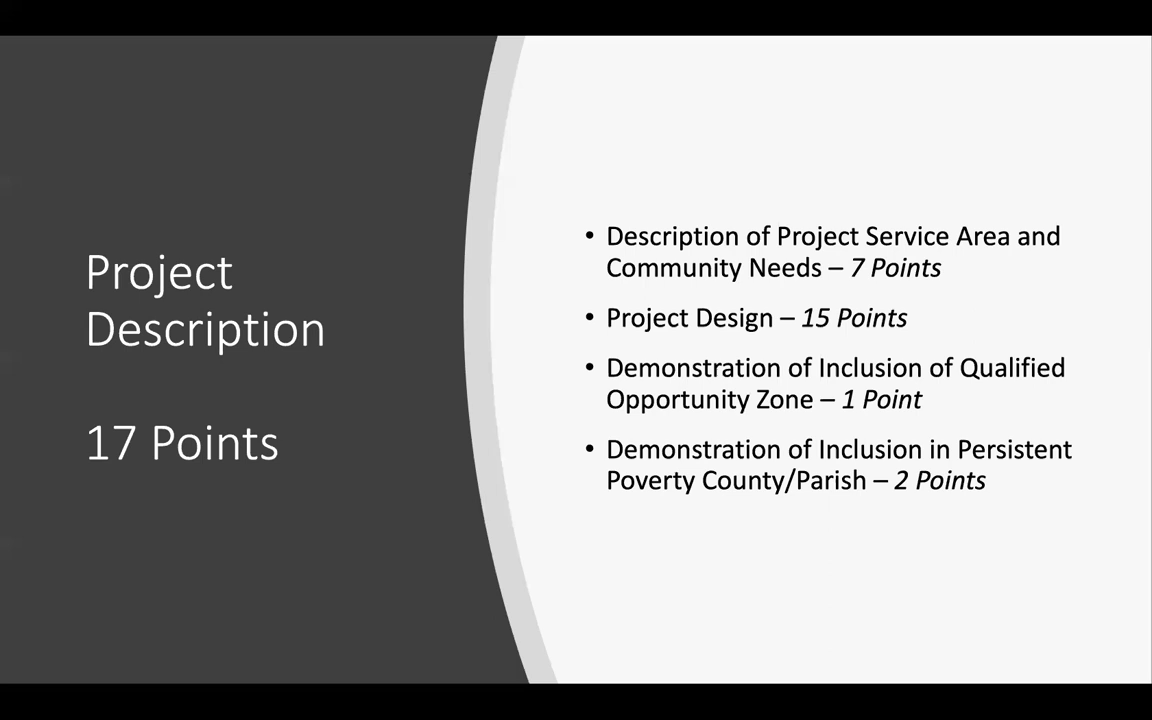 Project
Description
17 Points
• Description of Project Service Area and
Community Needs – 7 Points
• Project Design – 15 Points
• Demonstration of Inclusion of Qualified
Opportunity Zone – 1 Point
• Demonstration of Inclusion in Persistent
Poverty County/Parish – 2 Points